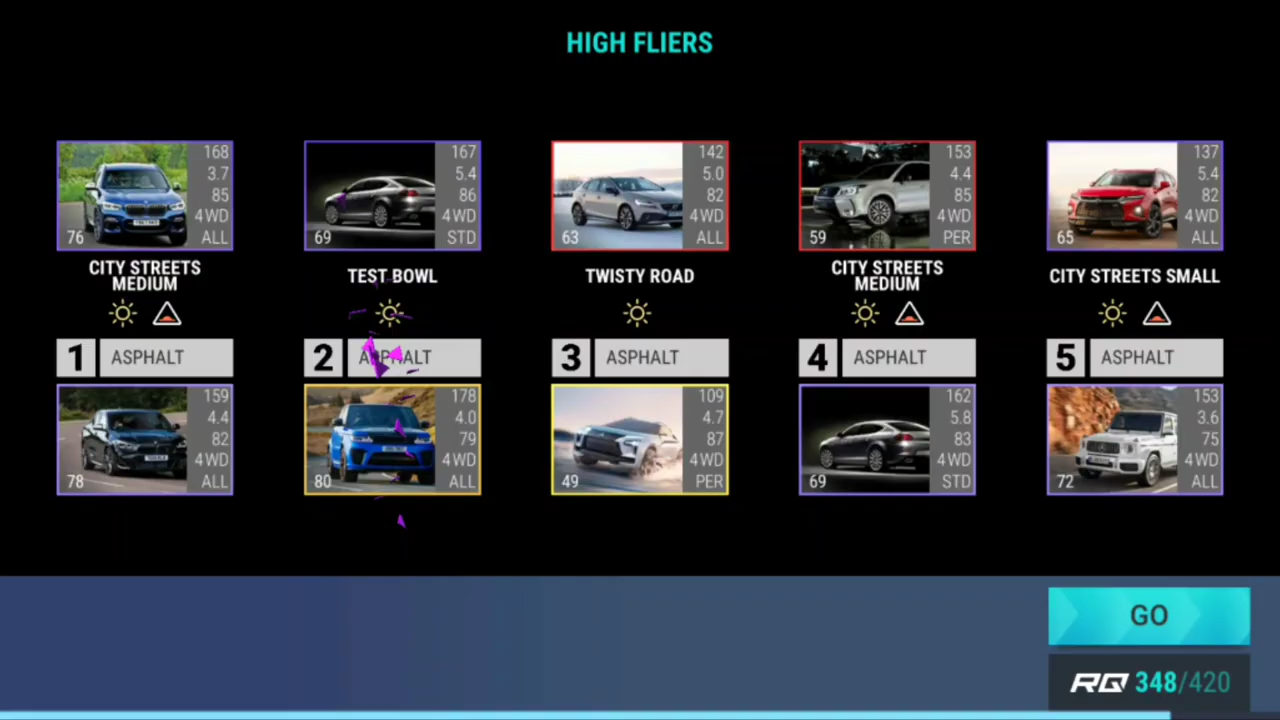 HIGH FLIERS
168
3.7
85
4WD
76 ALL
167
5.4
86
4WD
69 STD
142
5.0
82
4WD
63 ALL
153
4.4
85
4WD
59 PER
137
5.4
82
4WD
65 ALL
CITY STREETS
MEDIUM
TEST BOWL
TWISTY ROAD
CITY STREETS
MEDIUM
CITY STREETS SMALL
1 ASPHALT
2 ASPHALT
3 ASPHALT
4 ASPHALT
5 ASPHALT
159
4.4
82
4WD
78 ALL
178
4.0
79
4WD
80 ALL
109
4.7
87
4WD
49 PER
162
5.8
83
4WD
69 STD
153
3.6
75
4WD
72 ALL
GO
RQ 348/420